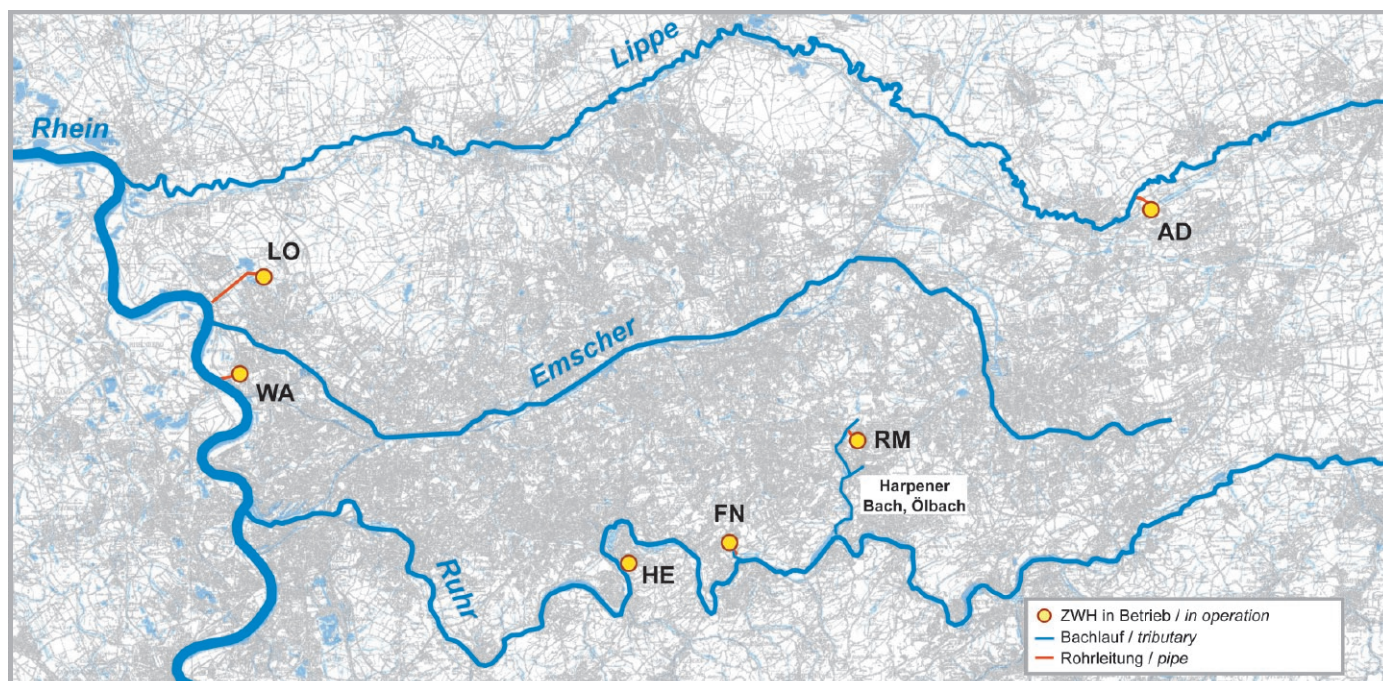 Lippe
Rhein
LO
AD
Emscher
WA
RM
Harpener
Bach, Ölbach
FN
HE
Ruhr
ZWH in Betrieb / in operation
Bachlauf / tributary
Rohrleitung / pipe